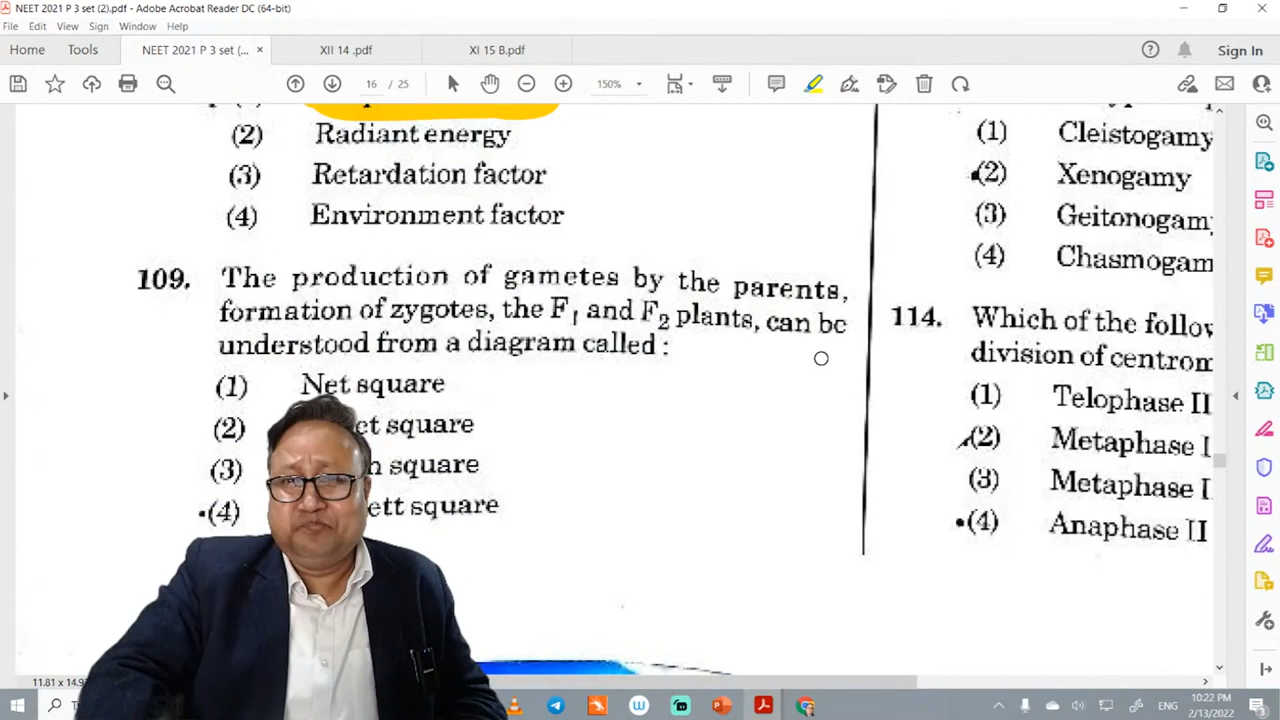 NEET 2021 P 3 set (2).pdf - Adobe Acrobat Reader DC (64-bit)
File Edit View Sign Window Help
Home Tools NEET 2021 P 3 set (... × XII 14 .pdf XI 15 B.pdf Sign In
16 / 25 150%
(2) Radiant energy
(3) Retardation factor
(4) Environment factor
109. The production of gametes by the parents,
formation of zygotes, the F1 and F2 plants, can be
understood from a diagram called :
(1) Net square
(2) ct square
(3) n square
(4) ett square
(1) Cleistogamy
(2) Xenogamy
(3) Geitonogam
(4) Chasmogam
114. Which of the follov
division of centrom
(1) Telophase II
(2) Metaphase I
(3) Metaphase I
(4) Anaphase II
11.81 x 14.9
ENG 10:22 PM
2/13/2022
3